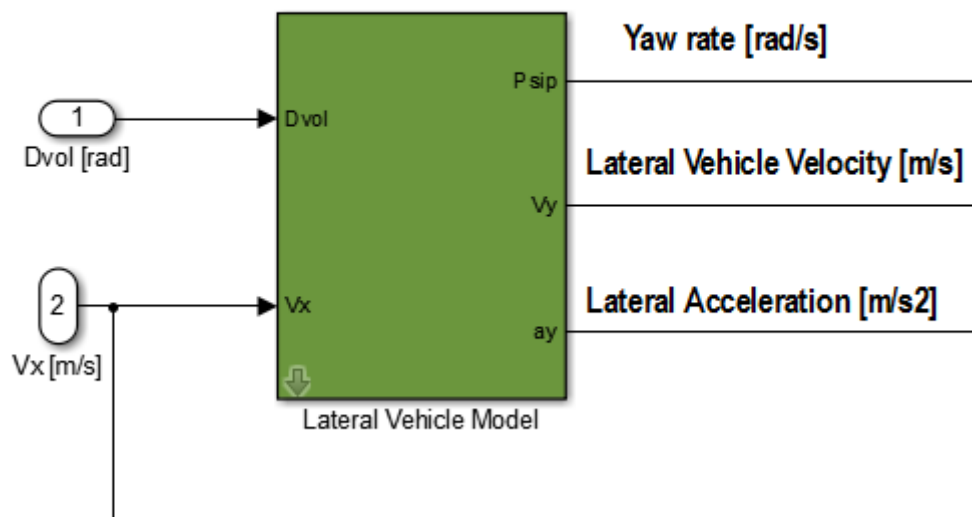 Yaw rate [rad/s]
Psip
1
Dvol
Dvol [rad]
Lateral Vehicle Velocity [m/s]
Vy
2
Vx
Lateral Acceleration [m/s2]
ay
Vx [m/s]
Lateral Vehicle Model